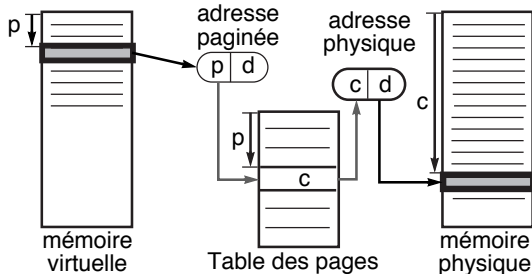 adresse
paginée
adresse
physique
p
p d
c d
c
p
c
mémoire
virtuelle
Table des pages
mémoire
physique